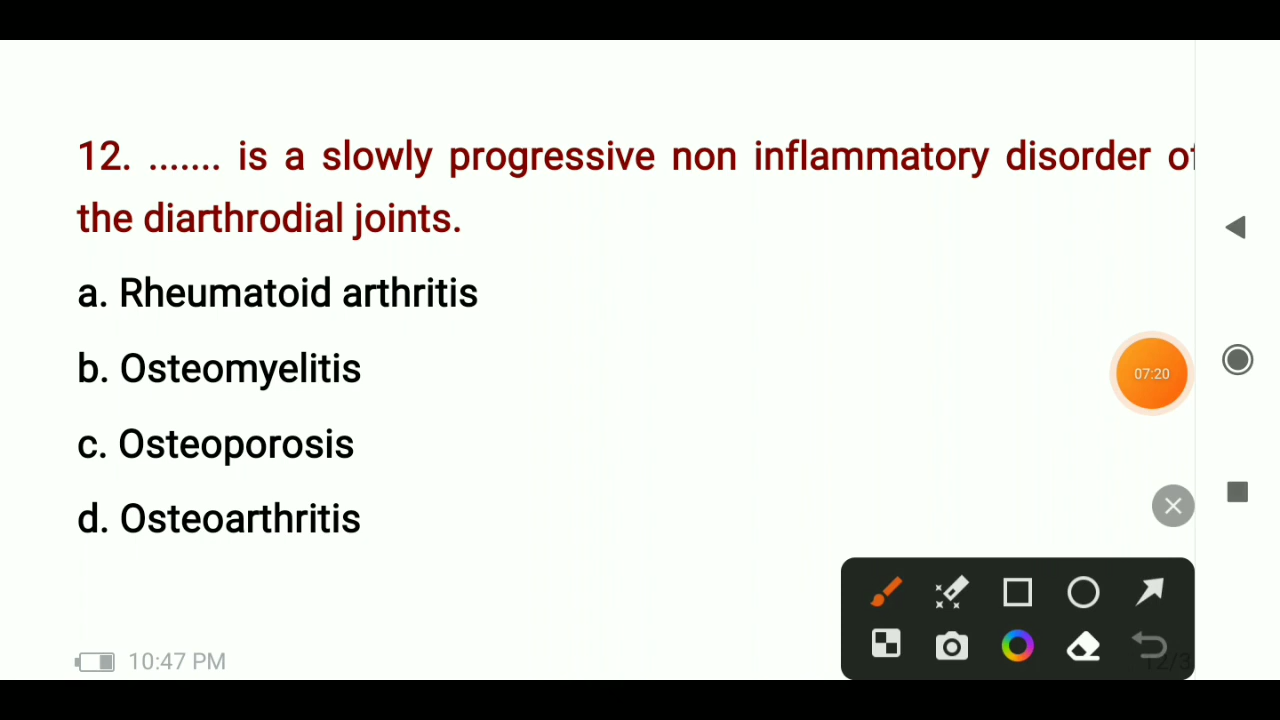 12. ....... is a slowly progressive non inflammatory disorder of
the diarthrodial joints.
a. Rheumatoid arthritis
b. Osteomyelitis
c. Osteoporosis
d. Osteoarthritis
07:20
10:47 PM